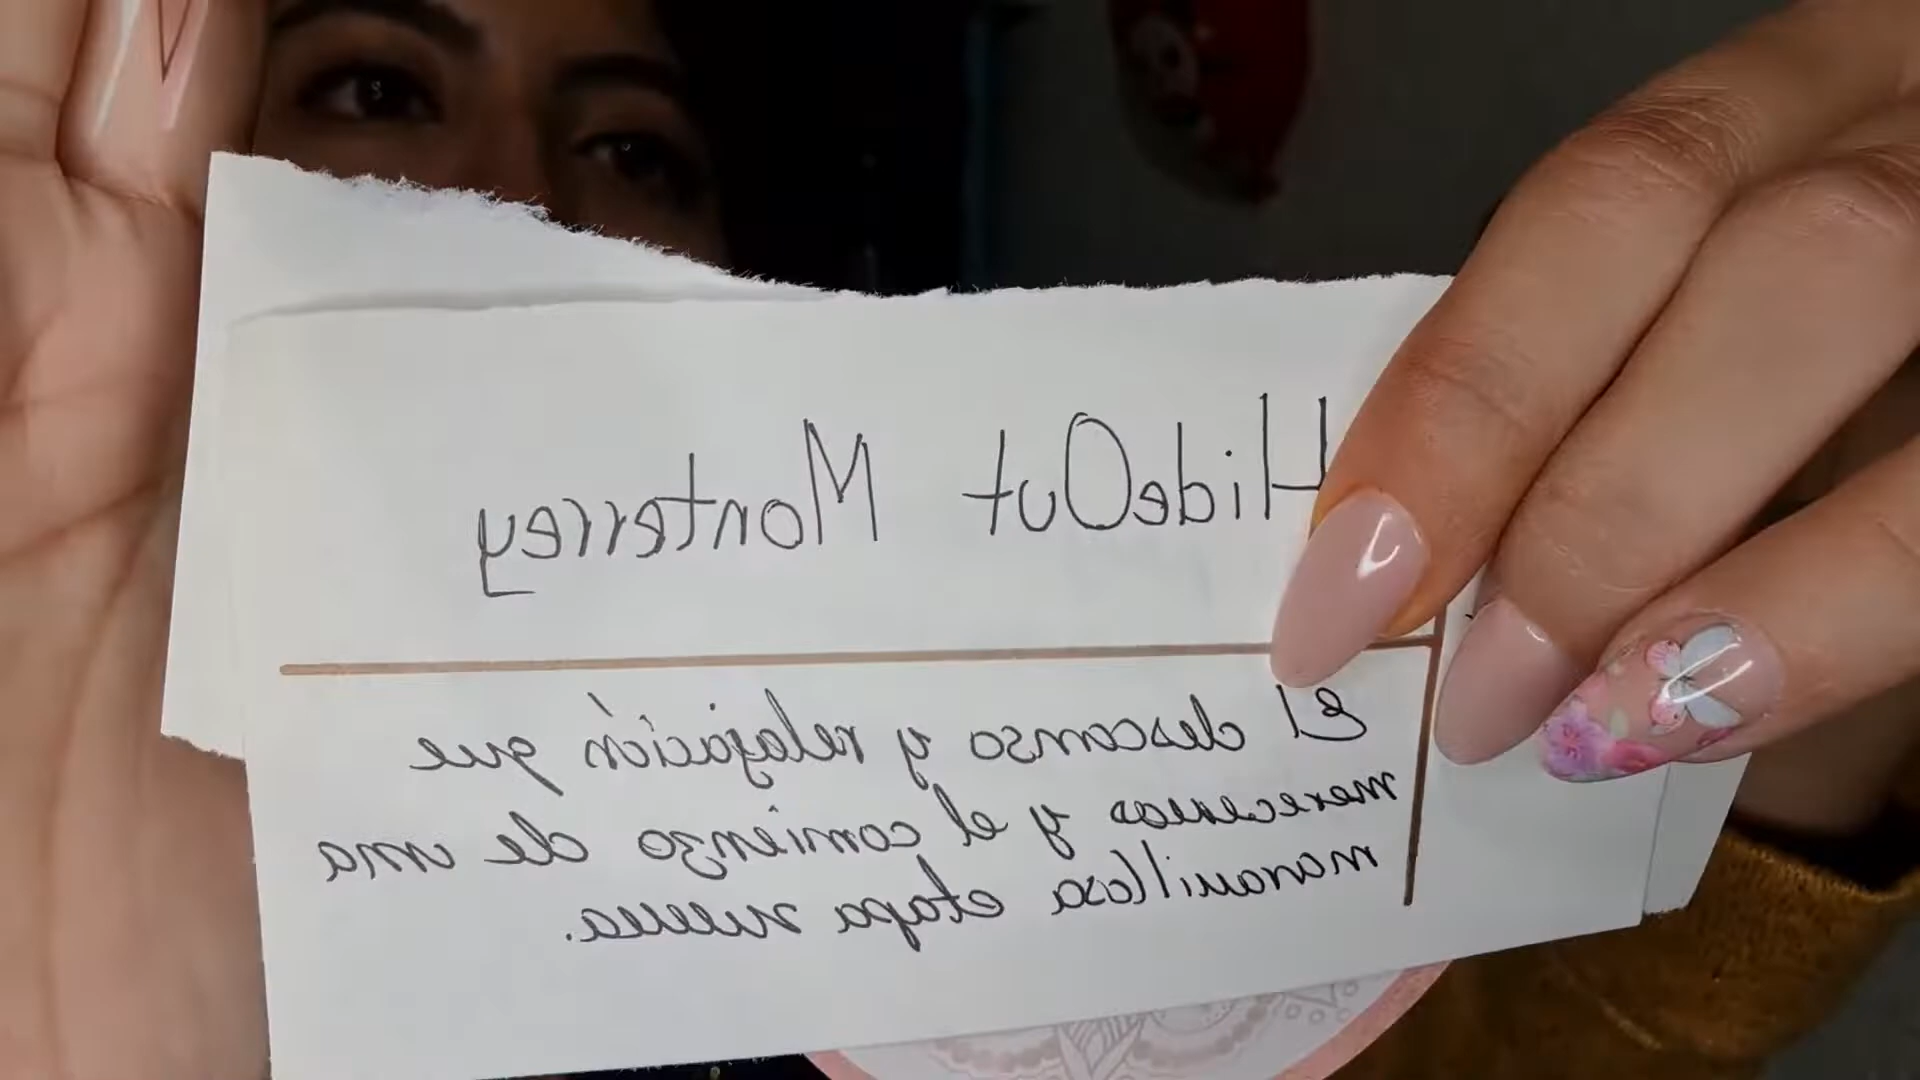 HideOut Monterrey
El descanso y relajación que
merecemos y el comienzo de una
maravillosa etapa nueva.